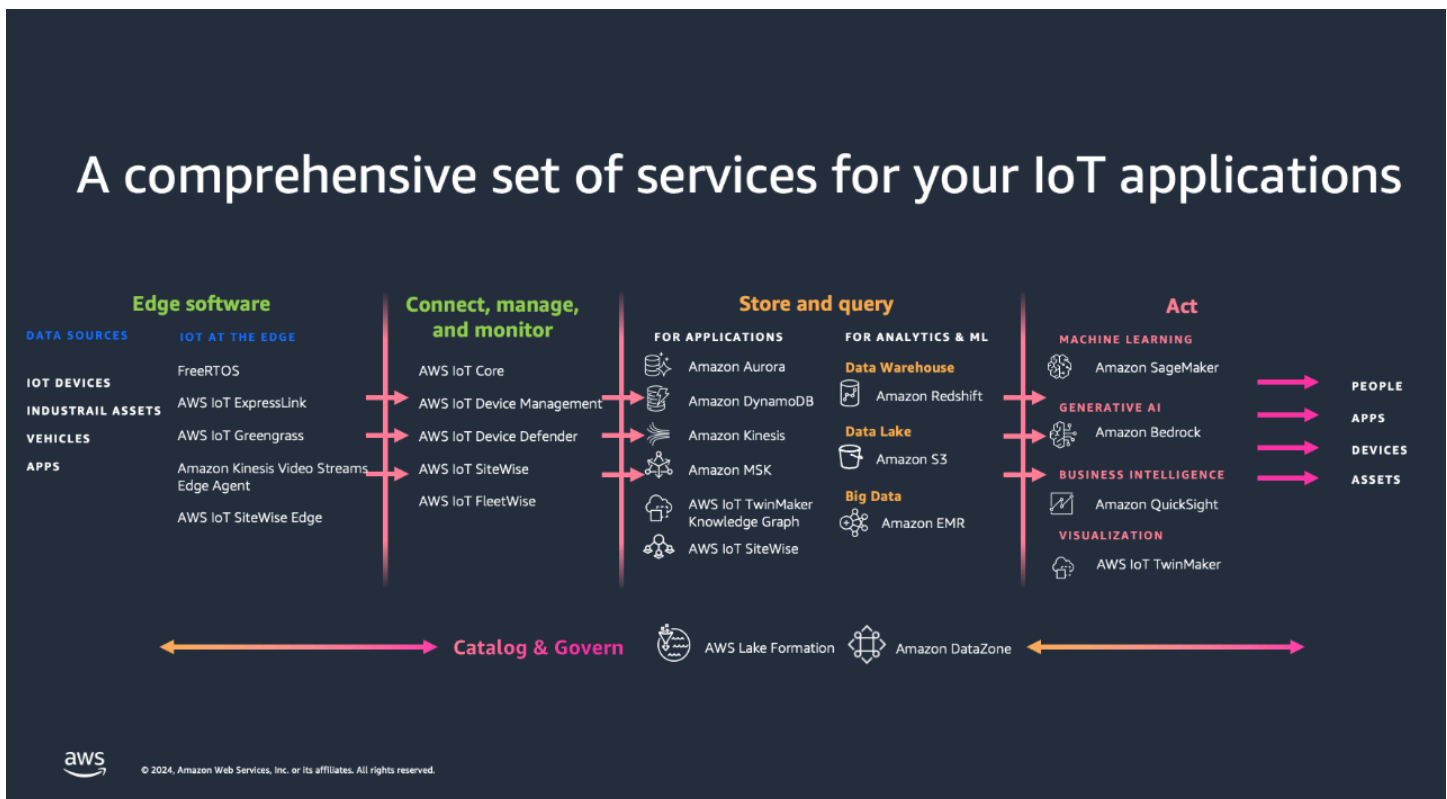 A comprehensive set of services for your IoT applications
Edge software
DATA SOURCES
IOT DEVICES
INDUSTRAIL ASSETS
VEHICLES
APPS
IOT AT THE EDGE
FreeRTOS
AWS IoT ExpressLink
AWS IoT Greengrass
Amazon Kinesis Video Streams
Edge Agent
AWS IoT SiteWise Edge
Connect, manage,
and monitor
AWS IoT Core
AWS IoT Device Management
AWS IoT Device Defender
AWS IoT SiteWise
AWS IoT FleetWise
Store and query
FOR APPLICATIONS
Amazon Aurora
Amazon DynamoDB
Amazon Kinesis
Amazon MSK
AWS IoT TwinMaker
Knowledge Graph
AWS IoT SiteWise
FOR ANALYTICS & ML
Data Warehouse
Amazon Redshift
Data Lake
Amazon S3
Big Data
Amazon EMR
Act
MACHINE LEARNING
Amazon SageMaker
GENERATIVE AI
Amazon Bedrock
BUSINESS INTELLIGENCE
Amazon QuickSight
VISUALIZATION
AWS IoT TwinMaker
PEOPLE
APPS
DEVICES
ASSETS
Catalog & Govern
AWS Lake Formation
Amazon DataZone
aws
© 2024, Amazon Web Services, Inc. or its affiliates. All rights reserved.